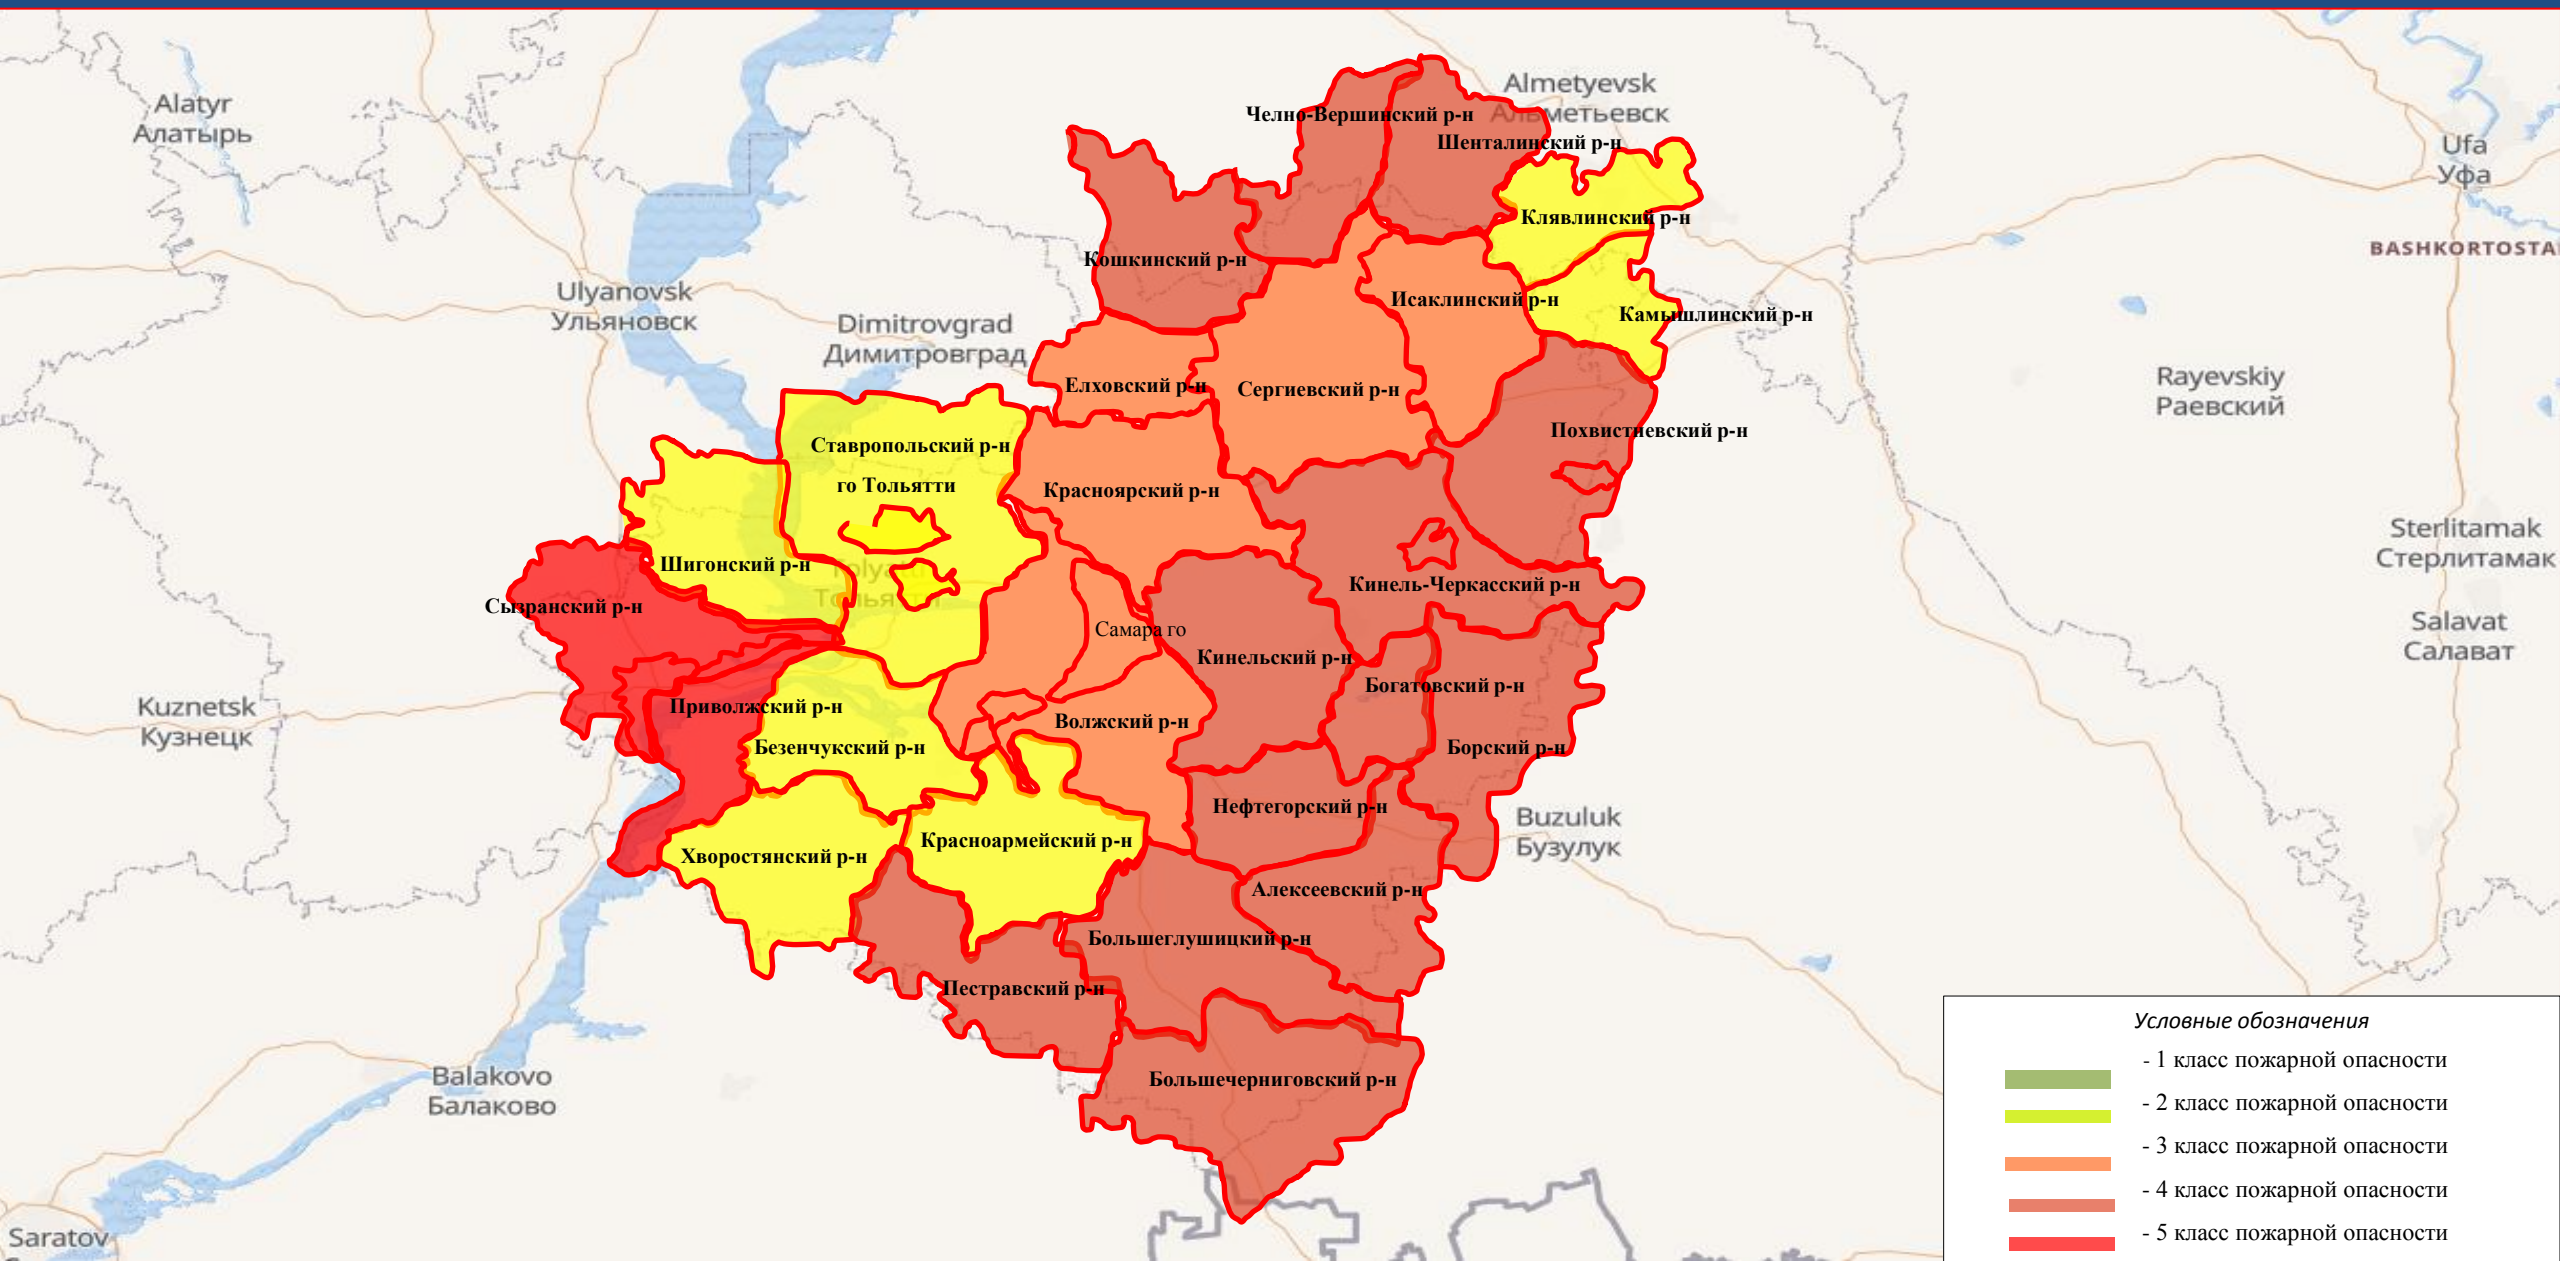 Almetyevsk
Альметьевск
Alatyr
Алатырь
Челно-Вершинский р-н
Шенталинский р-н
Ufa
Уфа
Клявлинский р-н
BASHKORTOSTA
Кошкинский р-н
Ulyanovsk
Ульяновск
Исаклинский р-н
Камышлинский р-н
Dimitrovgrad
Димитровград
Елховский р-н
Сергиевский р-н
Rayevskiy
Раевский
Ставропольский р-н
Похвистневский р-н
го Тольятти
Красноярский р-н
Sterlitamak
Стерлитамак
Шигонский р-н
Tolyatti
Тольятти
Кинель-Черкасский р-н
Сызранский р-н
Самара го
Salavat
Салават
Кинельский р-н
Богатовский р-н
Kuznetsk
Кузнецк
Приволжский р-н
Волжский р-н
Безенчукский р-н
Борский р-н
Нефтегорский р-н
Buzuluk
Бузулук
Красноармейский р-н
Хворостянский р-н
Алексеевский р-н
Большеглушицкий р-н
Пестравский р-н
Balakovo
Балаково
Большечерниговский р-н
Saratov
Условные обозначения
- 1 класс пожарной опасности
- 2 класс пожарной опасности
- 3 класс пожарной опасности
- 4 класс пожарной опасности
- 5 класс пожарной опасности